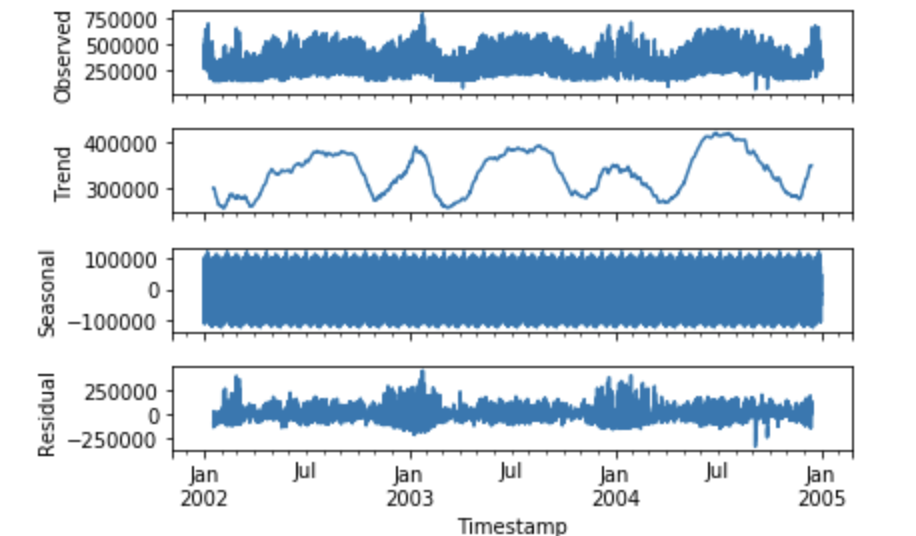 Observed
750000
500000
250000
Trend
400000
300000
Seasonal
100000
0
−100000
Residual
250000
0
−250000
Jan Jul Jan Jul Jan Jul Jan
2002 2003 2004 2005
Timestamp